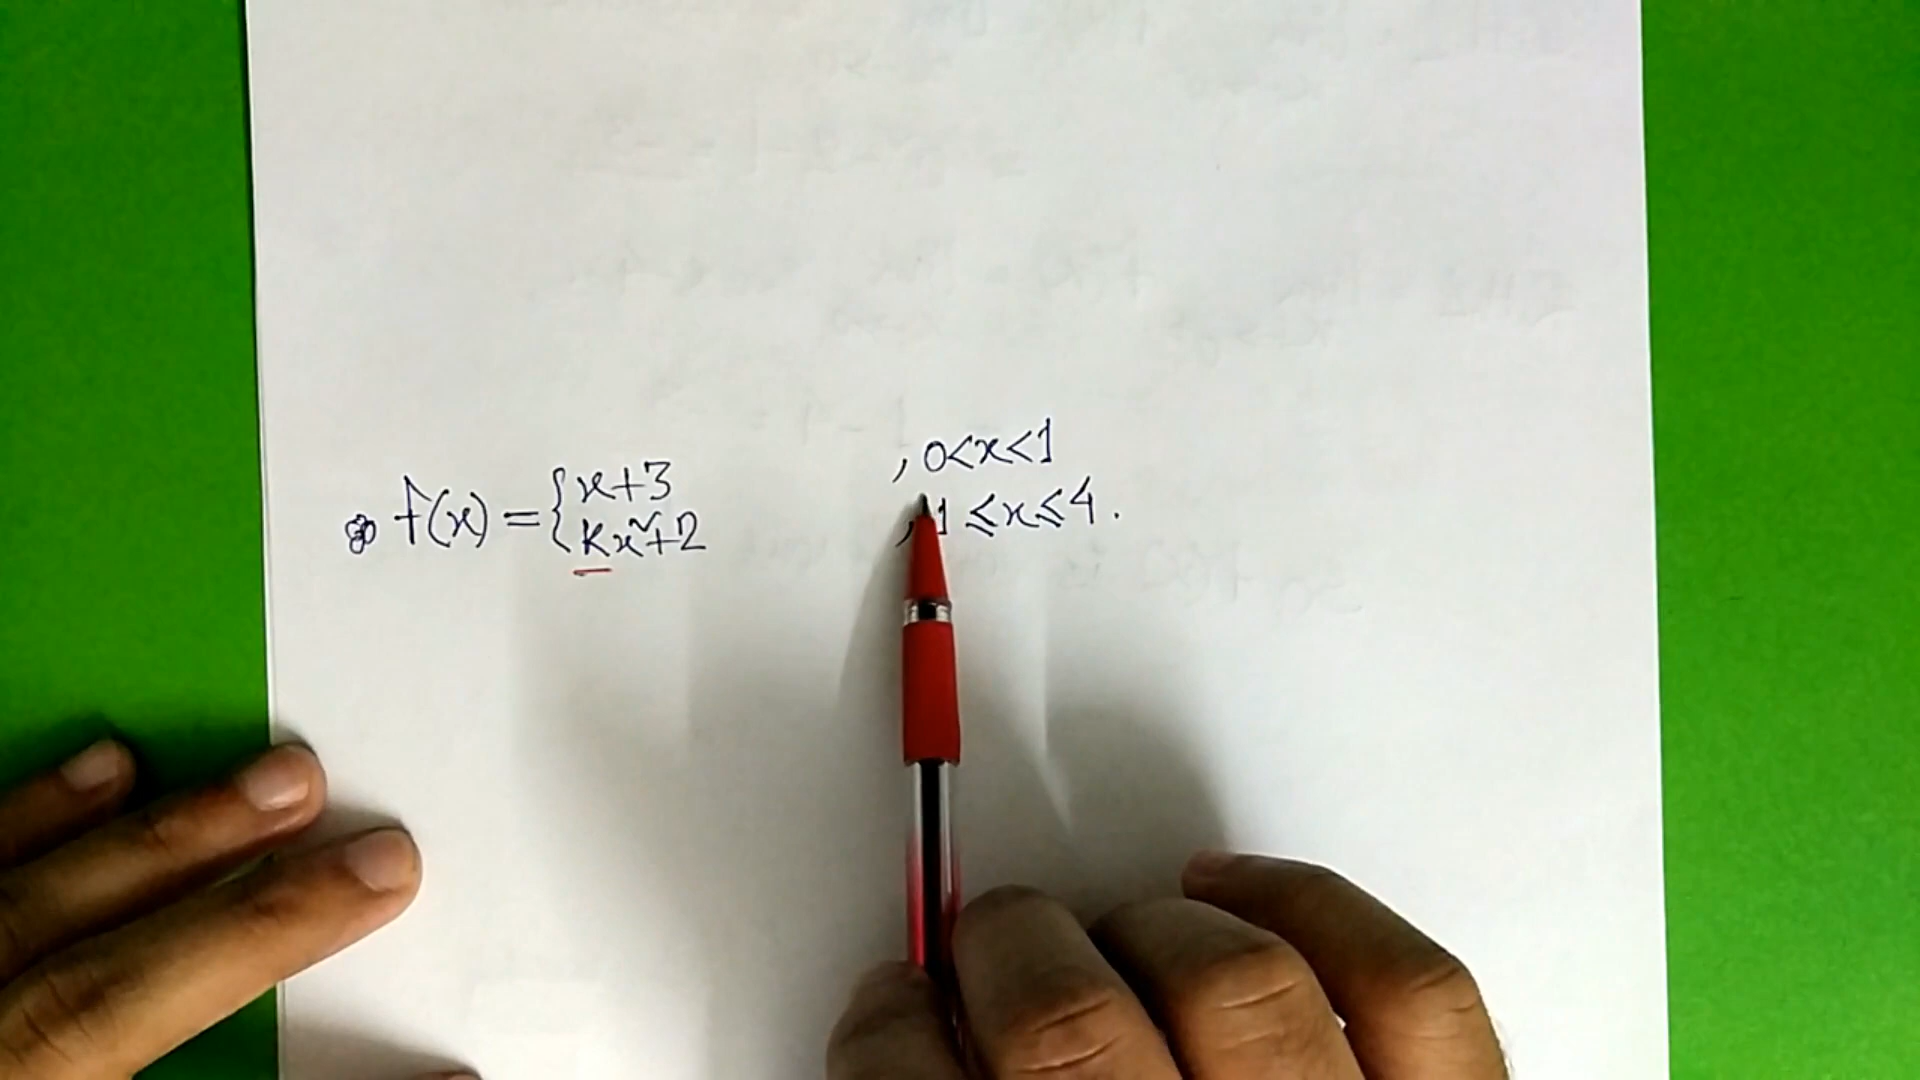 f(x) = { x+3 , 0<x<1
kx²+2 , 1≤x≤4.